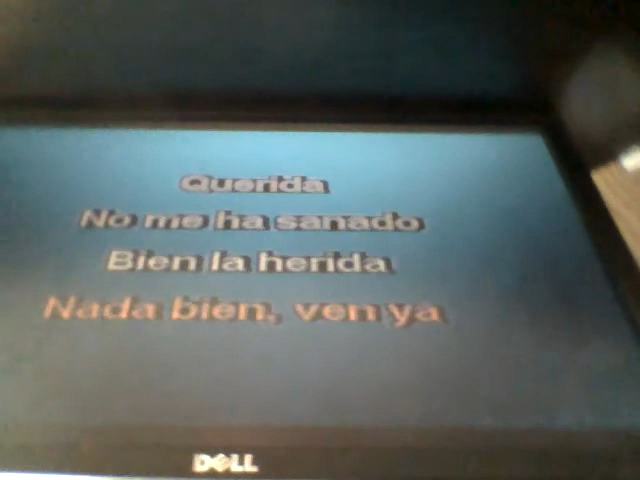 Querida
No me ha sanado
Bien la herida
Nada bien, ven ya
DELL